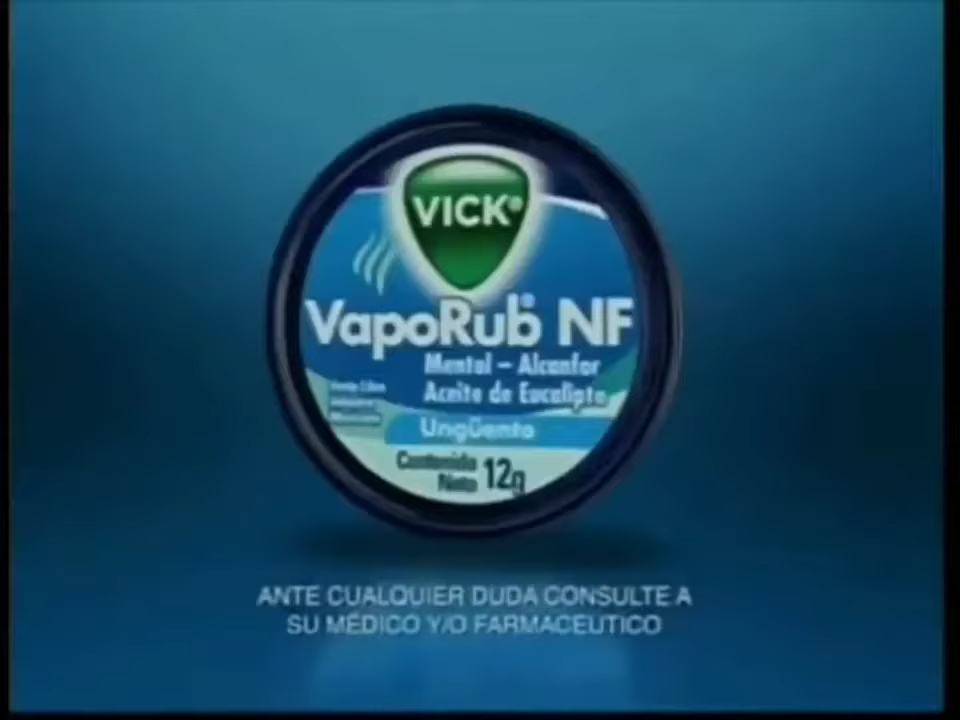 VICK®
VapoRub® NF
Mentol – Alcanfor
Aceite de Eucalipto
Ungüento
Contenido
Neto 12g
ANTE CUALQUIER DUDA CONSULTE A
SU MÉDICO Y/O FARMACEUTICO